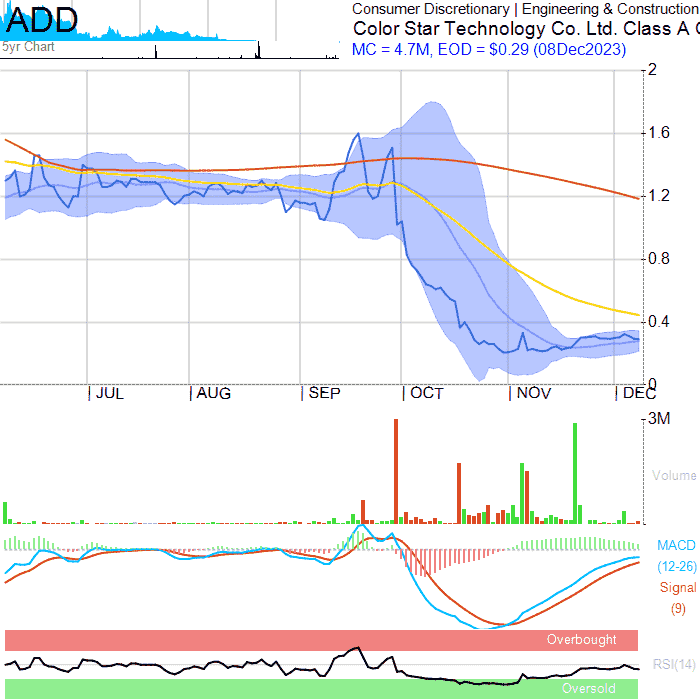 ADD
5yr Chart
Consumer Discretionary | Engineering & Construction
Color Star Technology Co. Ltd. Class A
MC = 4.7M, EOD = $0.29 (08Dec2023)
2
1.6
1.2
0.8
0.4
0
| JUL | AUG | SEP | OCT | NOV | DEC
3M
Volume
MACD
(12-26)
Signal
(9)
Overbought
RSI(14)
Oversold